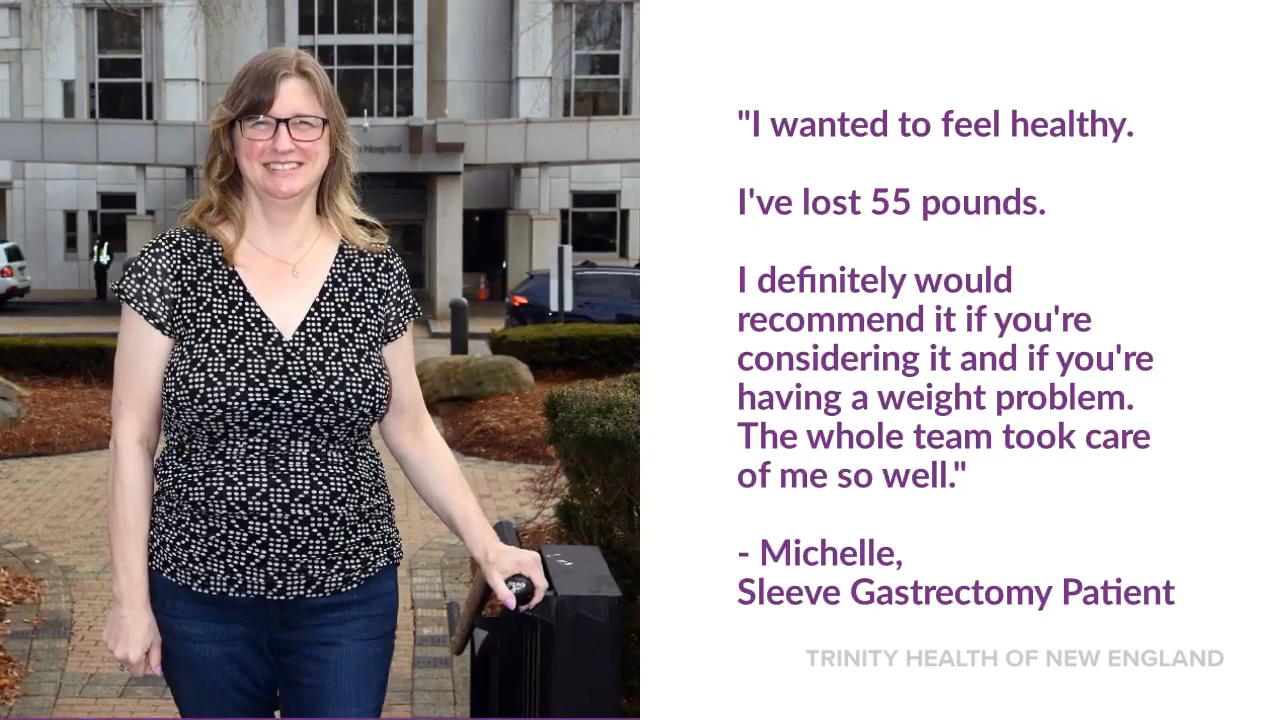 Hospital
"I wanted to feel healthy.
I've lost 55 pounds.
I definitely would
recommend it if you're
considering it and if you're
having a weight problem.
The whole team took care
of me so well."
- Michelle,
Sleeve Gastrectomy Patient
TRINITY HEALTH OF NEW ENGLAND